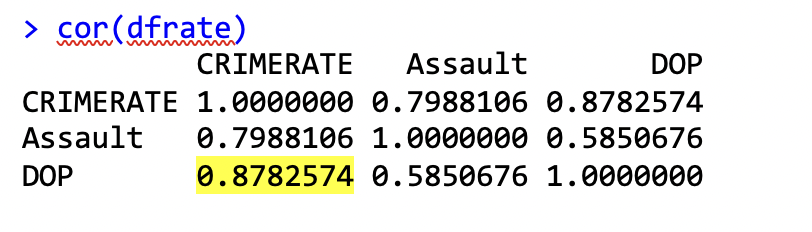 > cor(dfrate)
CRIMERATE Assault DOP
CRIMERATE 1.0000000 0.7988106 0.8782574
Assault 0.7988106 1.0000000 0.5850676
DOP 0.8782574 0.5850676 1.0000000